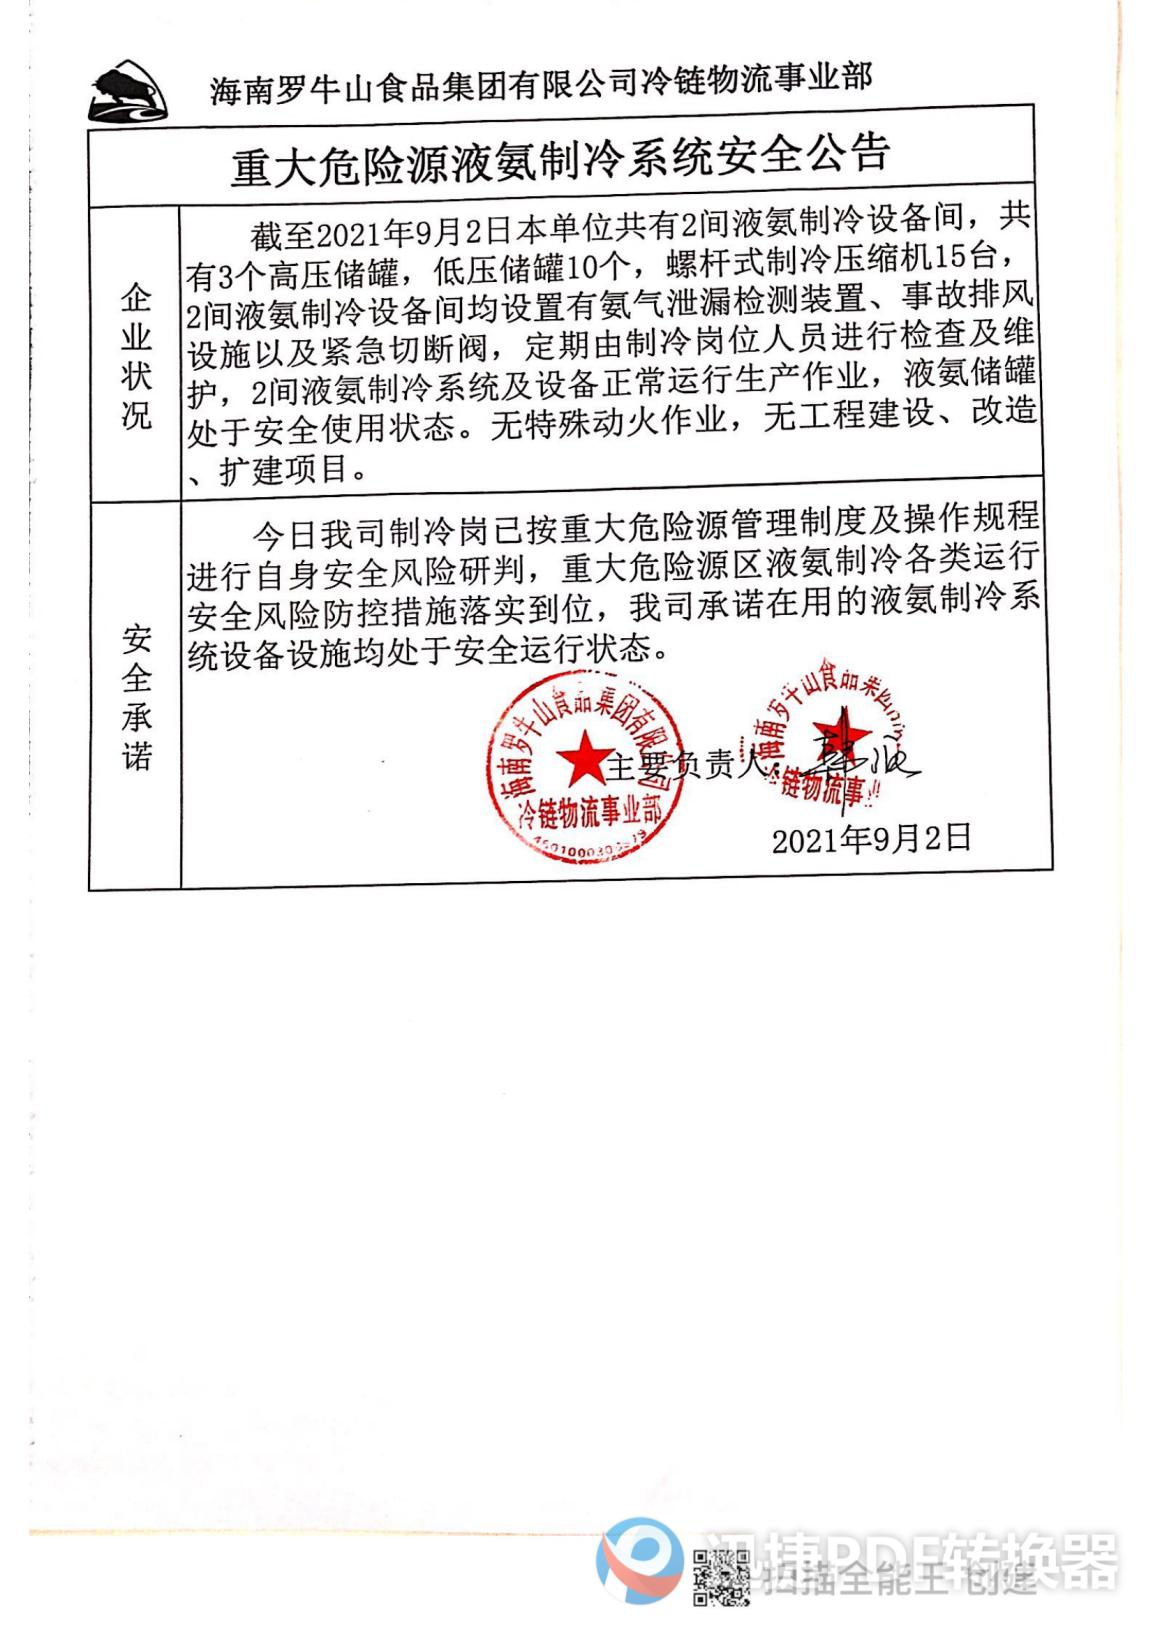 海南罗牛山食品集团有限公司冷链物流事业部
重大危险源液氨制冷系统安全公告
企业状况
截至2021年9月2日本单位共有2间液氨制冷设备间，共
有3个高压储罐，低压储罐10个，螺杆式制冷压缩机15台，
2间液氨制冷设备间均设置有氨气泄漏检测装置、事故排风
设施以及紧急切断阀，定期由制冷岗位人员进行检查及维
护，2间液氨制冷系统及设备正常运行生产作业，液氨储罐
处于安全使用状态。无特殊动火作业，无工程建设、改造
、扩建项目。
安全承诺
今日我司制冷岗已按重大危险源管理制度及操作规程
进行自身安全风险研判，重大危险源区液氨制冷各类运行
安全风险防控措施落实到位，我司承诺在用的液氨制冷系
统设备设施均处于安全运行状态。
海南罗牛山食品集团有限公司
冷链物流事业部
主要负责人：
海南罗牛山食品集团
冷链物流事业
2021年9月2日
迅捷PDF转换器
扫描全能王 创建